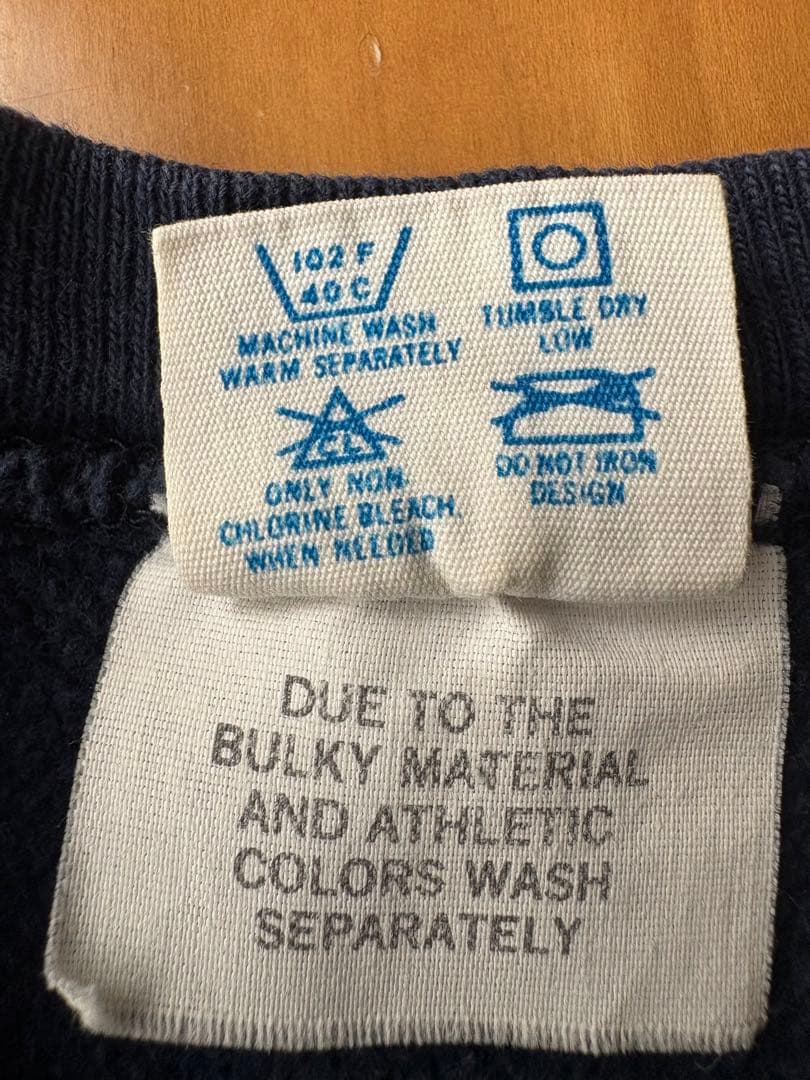 102 F
40 C
MACHINE WASH
WARM SEPARATELY
TUMBLE DRY
LOW
CL
ONLY NON
CHLORINE BLEACH
WHEN NEEDED
DO NOT IRON
DESIGN
DUE TO THE
BULKY MATERIAL
AND ATHLETIC
COLORS WASH
SEPARATELY